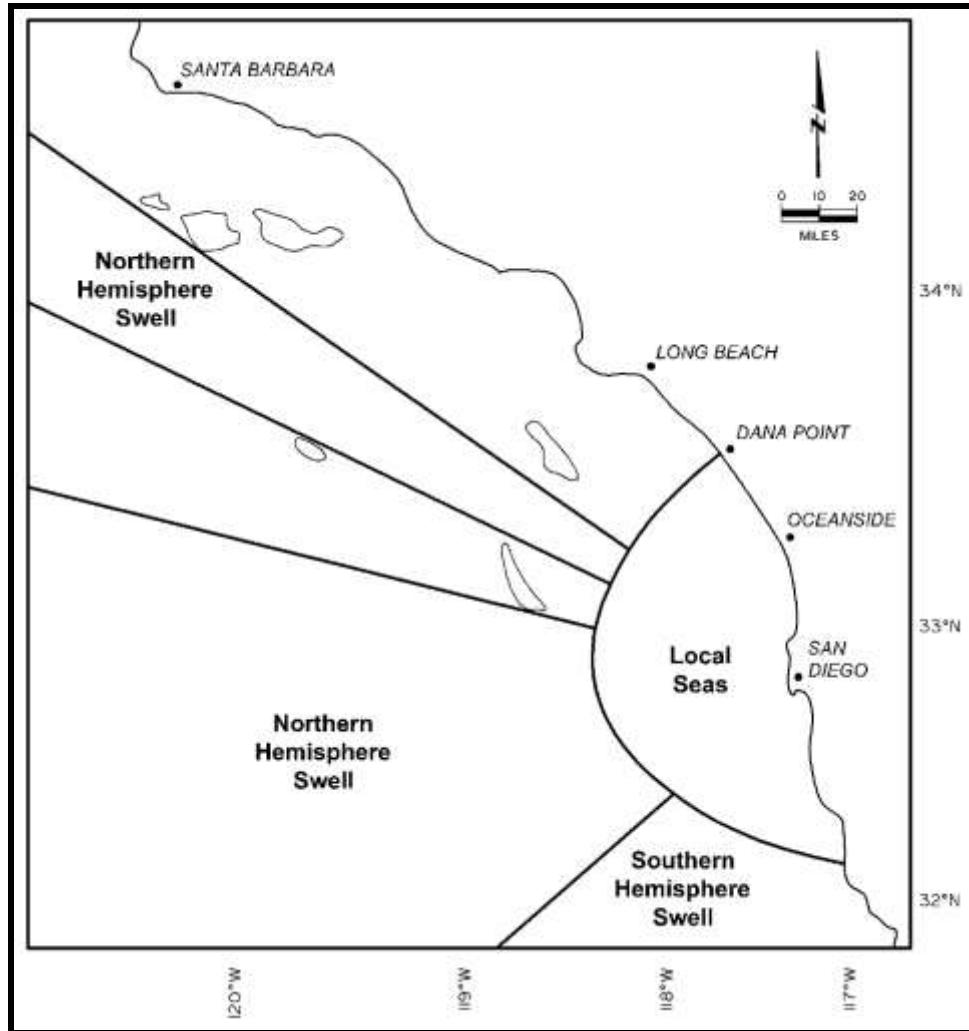 SANTA BARBARA
N
0 10 20
MILES
Northern
Hemisphere
Swell
34°N
LONG BEACH
DANA POINT
OCEANSIDE
33°N
SAN
DIEGO
Local
Seas
Northern
Hemisphere
Swell
Southern
Hemisphere
Swell
32°N
120°W
119°W
118°W
117°W